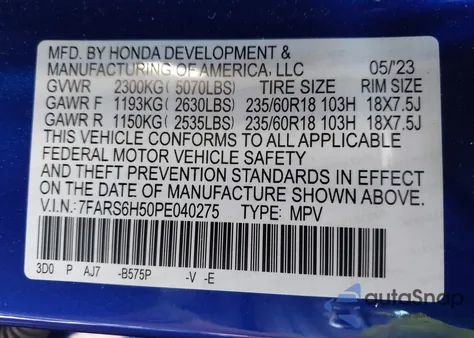 MFD. BY HONDA DEVELOPMENT &
MANUFACTURING OF AMERICA, LLC 05/'23
GVWR 2300KG ( 5070LBS) TIRE SIZE RIM SIZE
GAWR F 1193KG ( 2630LBS) 235/60R18 103H 18X7.5J
GAWR R 1150KG ( 2535LBS) 235/60R18 103H 18X7.5J
THIS VEHICLE CONFORMS TO ALL APPLICABLE
FEDERAL MOTOR VEHICLE SAFETY
AND THEFT PREVENTION STANDARDS IN EFFECT
ON THE DATE OF MANUFACTURE SHOWN ABOVE.
V.I.N.: 7FARS6H50PE040275 TYPE: MPV
3D0 P AJ7 -B575P -V -E
autoSnap